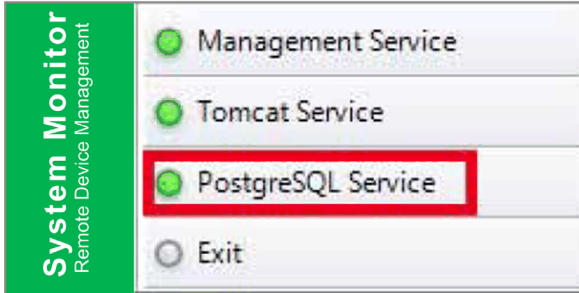 System Monitor
Remote Device Management
Management Service
Tomcat Service
PostgreSQL Service
Exit